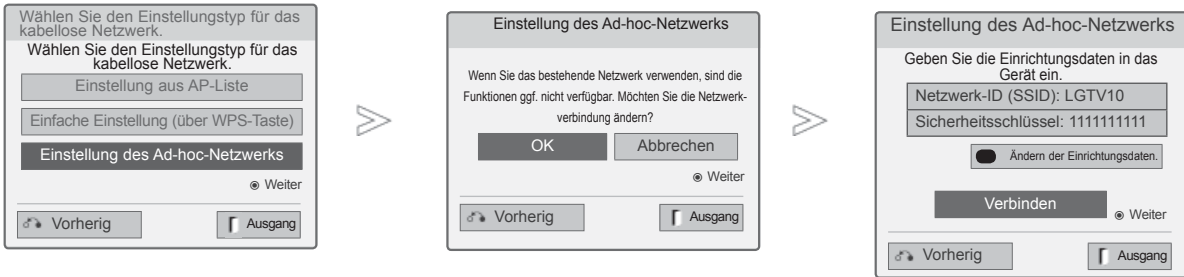 Wählen Sie den Einstellungstyp für das
kabellose Netzwerk.
Wählen Sie den Einstellungstyp für das
kabellose Netzwerk.
Einstellung aus AP-Liste
Einfache Einstellung (über WPS-Taste)
Einstellung des Ad-hoc-Netzwerks
Weiter
Vorherig
Ausgang
Einstellung des Ad-hoc-Netzwerks
Wenn Sie das bestehende Netzwerk verwenden, sind die
Funktionen ggf. nicht verfügbar. Möchten Sie die Netzwerk-
verbindung ändern?
OK
Abbrechen
Weiter
Vorherig
Ausgang
Einstellung des Ad-hoc-Netzwerks
Geben Sie die Einrichtungsdaten in das
Gerät ein.
Netzwerk-ID (SSID): LGTV10
Sicherheitsschlüssel: 1111111111
Ändern der Einrichtungsdaten.
Verbinden
Weiter
Vorherig
Ausgang